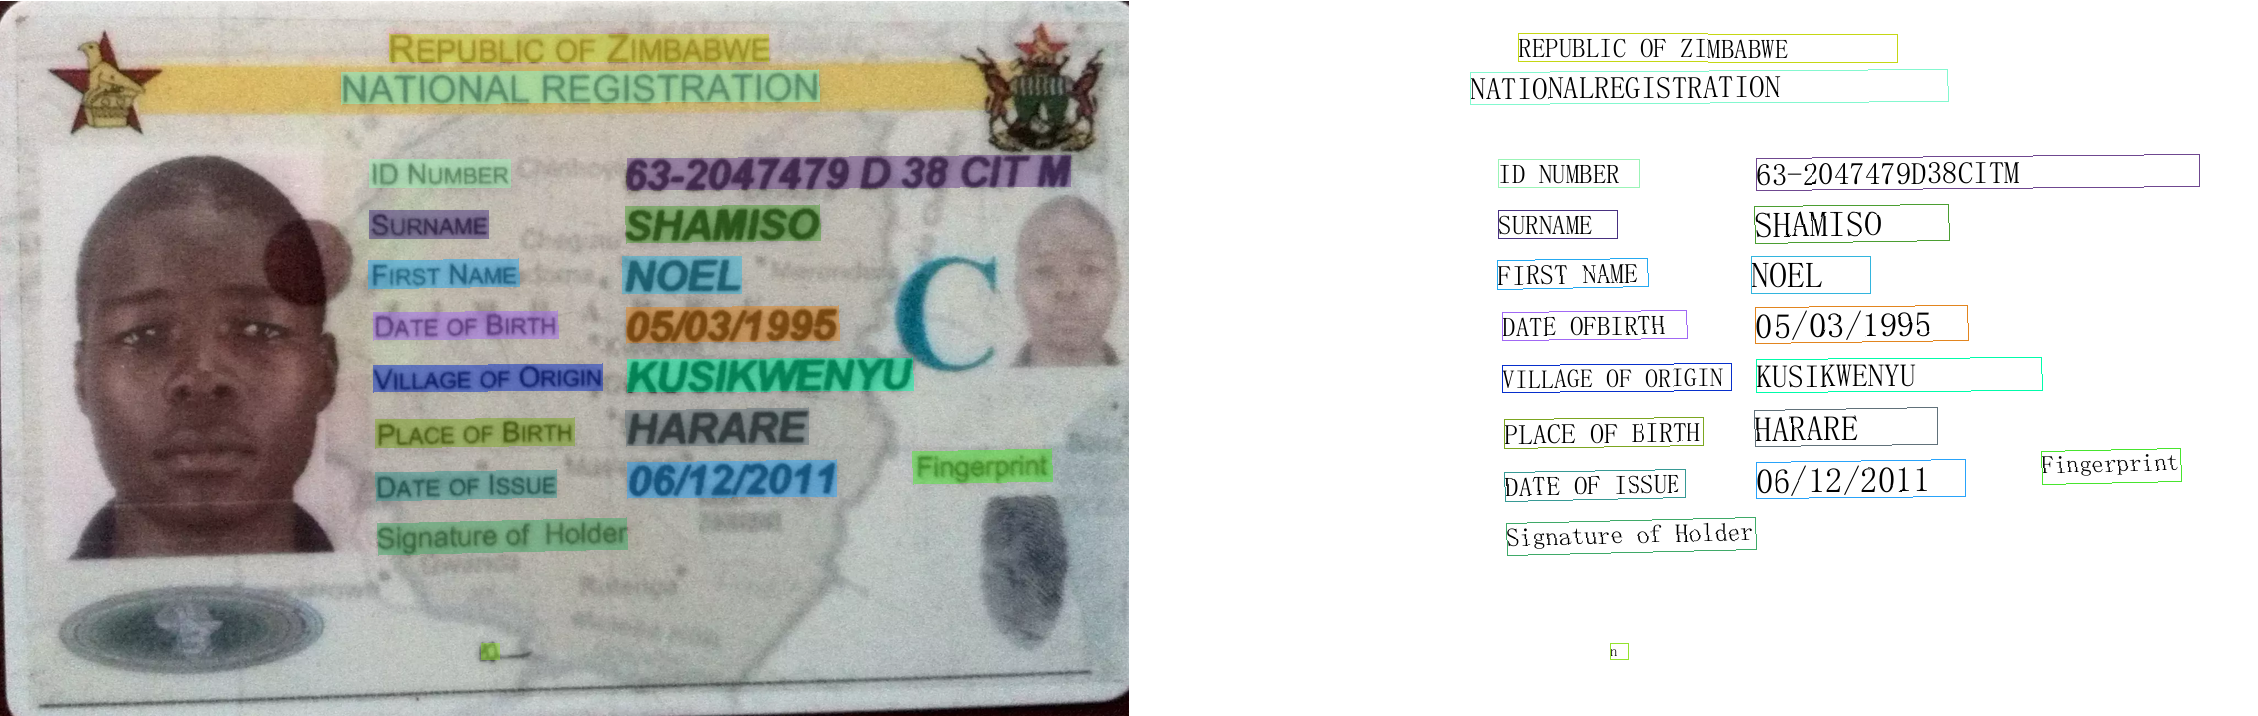 REPUBLIC OF ZIMBABWE
NATIONAL REGISTRATION
ID NUMBER 63-2047479 D 38 CIT M
SURNAME SHAMISO
FIRST NAME NOEL
C
DATE OF BIRTH 05/03/1995
VILLAGE OF ORIGIN KUSIKWENYU
PLACE OF BIRTH HARARE
Fingerprint
DATE OF ISSUE 06/12/2011
Signature of Holder
Gwanda
Rutenga
REPUBLIC OF ZIMBABWE
NATIONALREGISTRATION
ID NUMBER 63-2047479D38CITM
SURNAME SHAMISO
FIRST NAME NOEL
DATE OFBIRTH 05/03/1995
VILLAGE OF ORIGIN KUSIKWENYU
PLACE OF BIRTH HARARE
Fingerprint
DATE OF ISSUE 06/12/2011
Signature of Holder
n